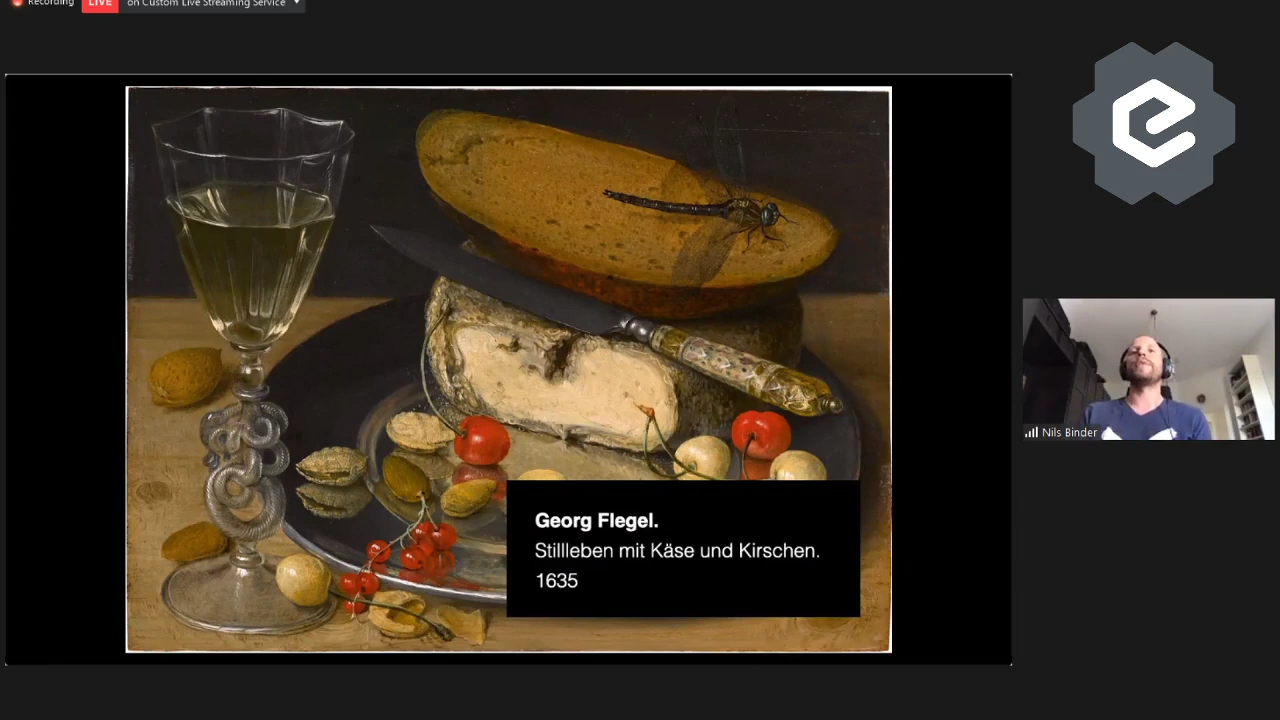 Recording
LIVE
on Custom Live Streaming Service
Georg Flegel.
Stillleben mit Käse und Kirschen.
1635
Nils Binder